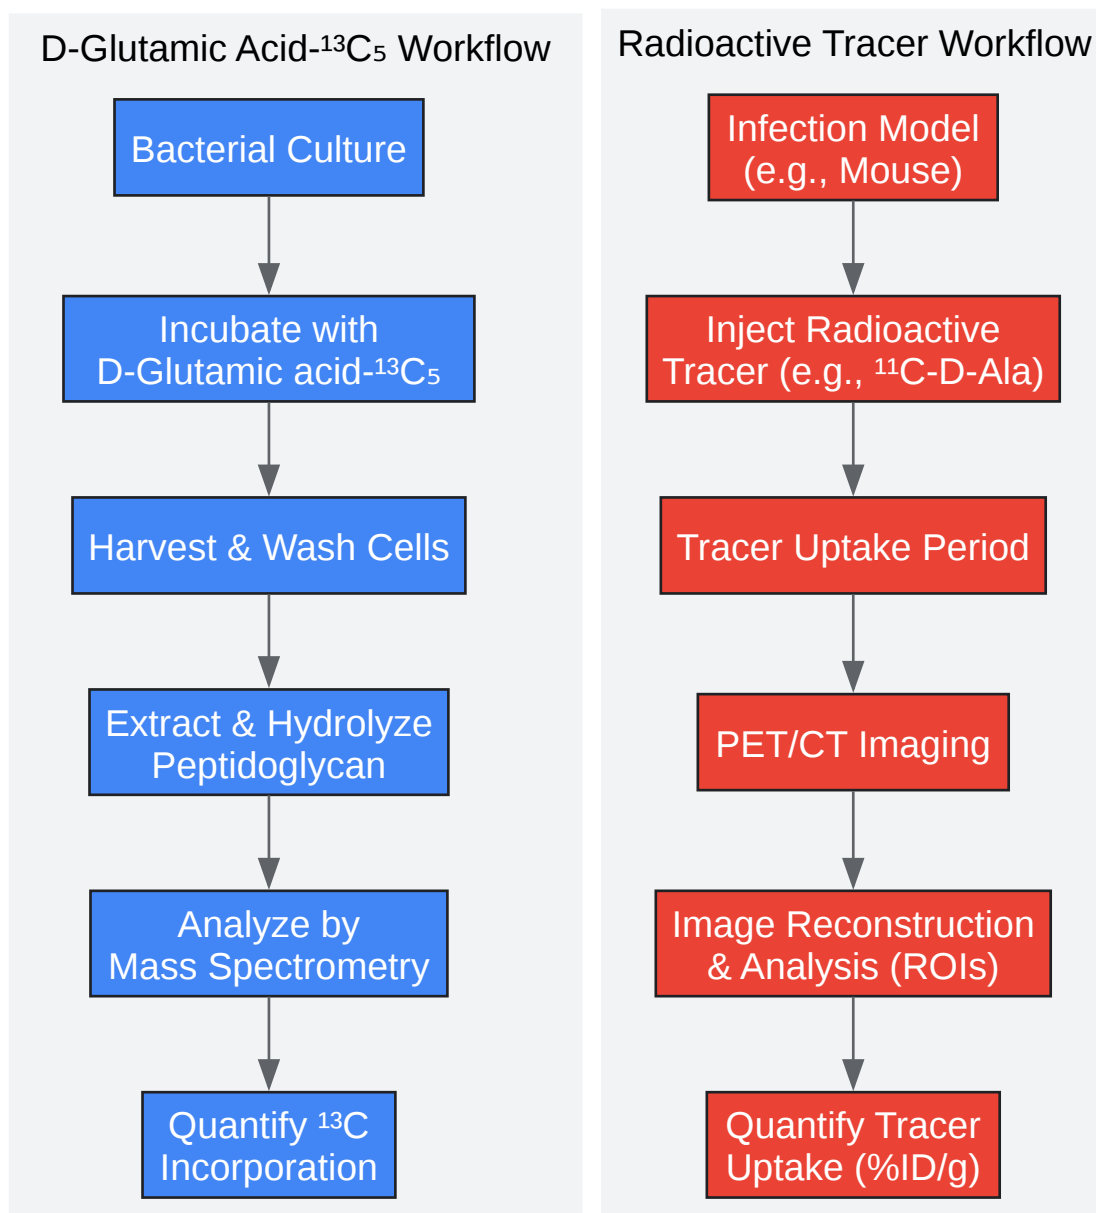 D-Glutamic Acid-¹³C₅ Workflow
Bacterial Culture
Incubate with
D-Glutamic acid-¹³C₅
Harvest & Wash Cells
Extract & Hydrolyze
Peptidoglycan
Analyze by
Mass Spectrometry
Quantify ¹³C
Incorporation
Radioactive Tracer Workflow
Infection Model
(e.g., Mouse)
Inject Radioactive
Tracer (e.g., ¹¹C-D-Ala)
Tracer Uptake Period
PET/CT Imaging
Image Reconstruction
& Analysis (ROIs)
Quantify Tracer
Uptake (%ID/g)